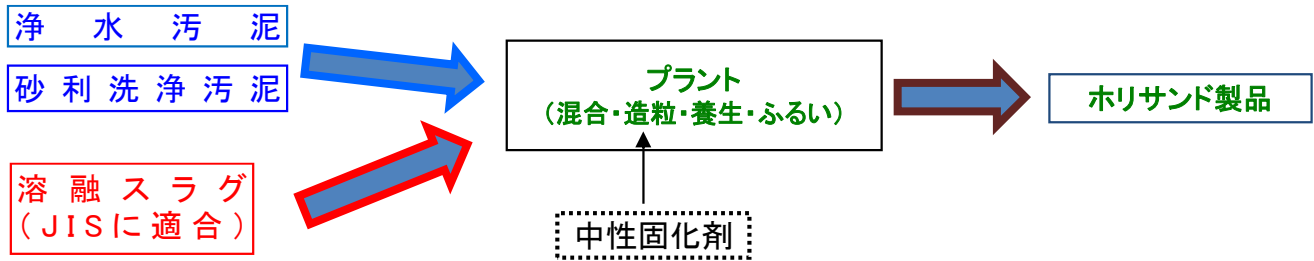 浄水汚泥
砂利洗浄汚泥
溶融スラグ
(JISに適合)
プラント
(混合・造粒・養生・ふるい)
中性固化剤
ホリサンド製品